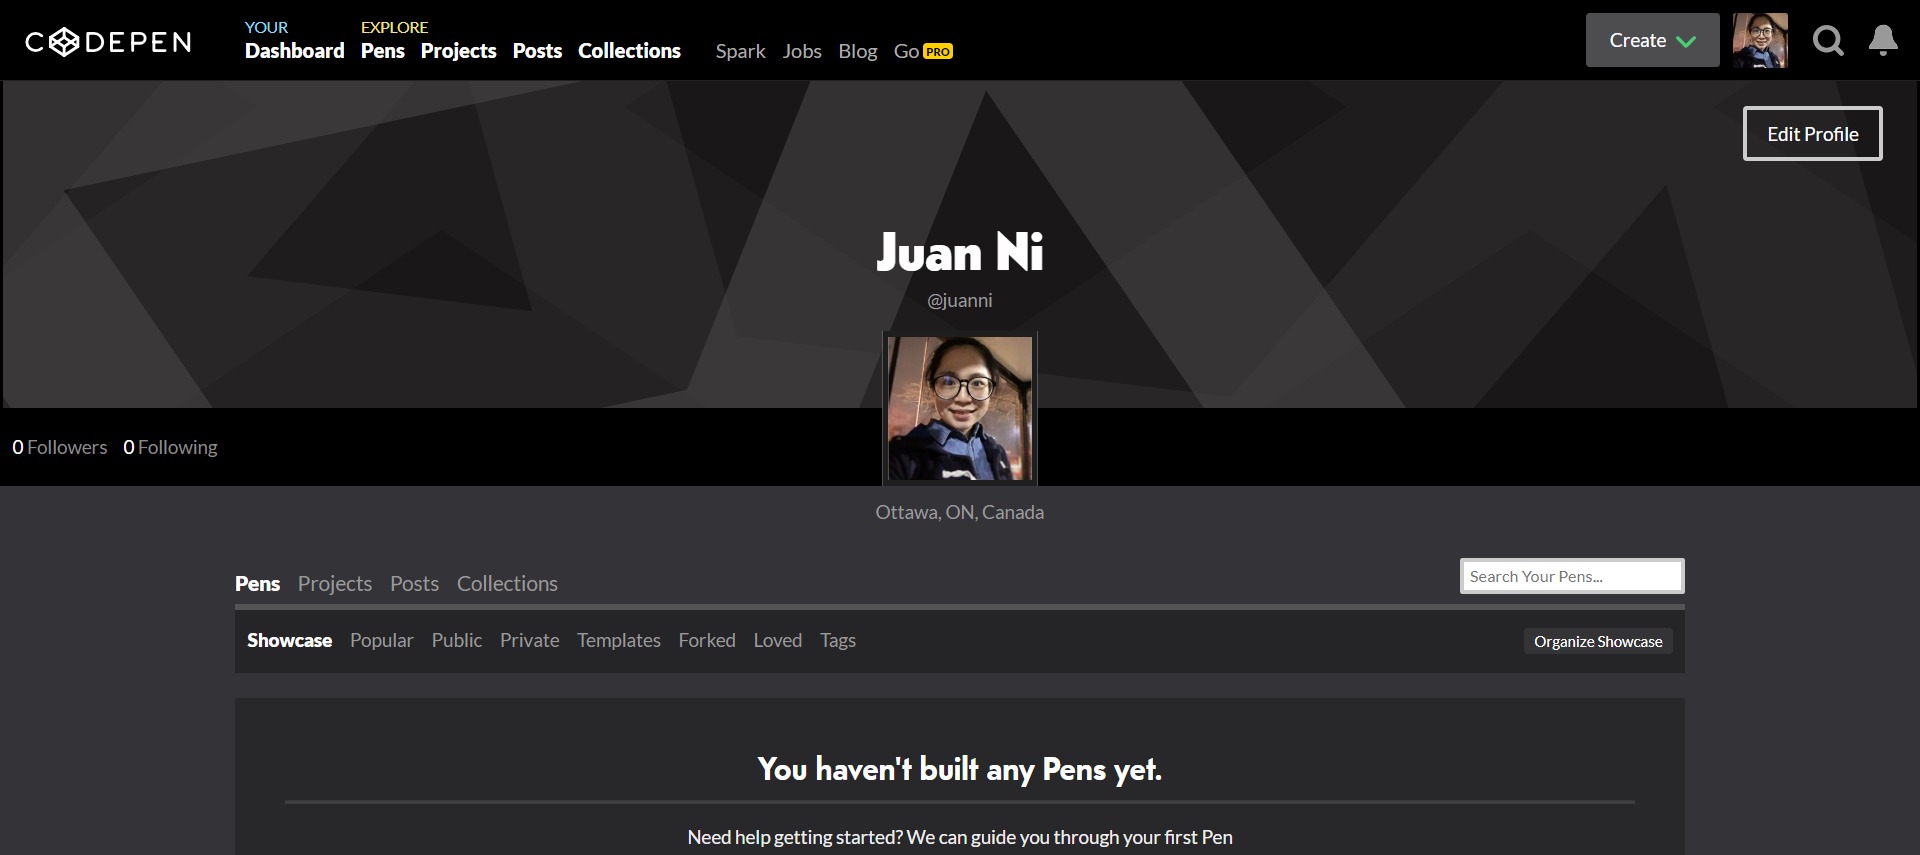 CODEPEN
YOUR
Dashboard
EXPLORE
Pens Projects Posts Collections
Spark Jobs Blog Go PRO
Create
Edit Profile
Juan Ni
@juanni
0 Followers 0 Following
Ottawa, ON, Canada
Pens Projects Posts Collections
Search Your Pens...
Showcase Popular Public Private Templates Forked Loved Tags
Organize Showcase
You haven't built any Pens yet.
Need help getting started? We can guide you through your first Pen